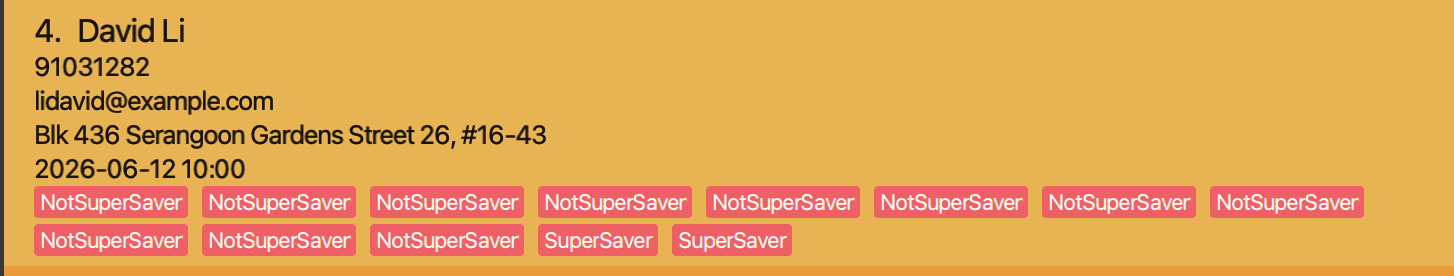 4. David Li
91031282
lidavid@example.com
Blk 436 Serangoon Gardens Street 26, #16-43
2026-06-12 10:00
NotSuperSaver NotSuperSaver NotSuperSaver NotSuperSaver NotSuperSaver NotSuperSaver NotSuperSaver NotSuperSaver
NotSuperSaver NotSuperSaver NotSuperSaver SuperSaver SuperSaver